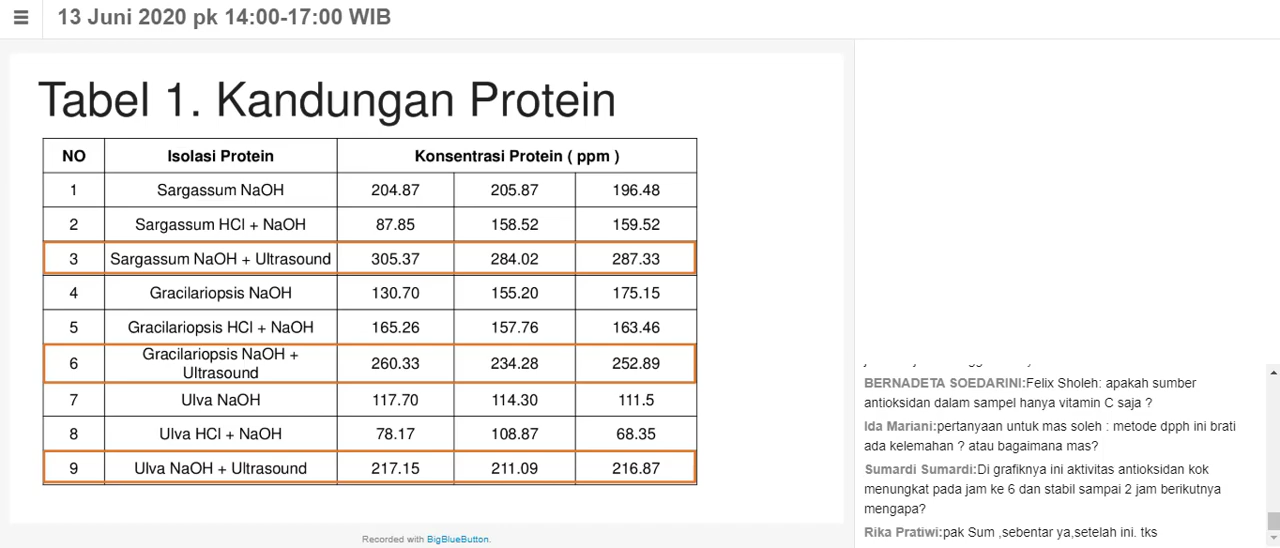 13 Juni 2020 pk 14:00-17:00 WIB
Tabel 1. Kandungan Protein
NO Isolasi Protein Konsentrasi Protein ( ppm )
1 Sargassum NaOH 204.87 205.87 196.48
2 Sargassum HCl + NaOH 87.85 158.52 159.52
3 Sargassum NaOH + Ultrasound 305.37 284.02 287.33
4 Gracilariopsis NaOH 130.70 155.20 175.15
5 Gracilariopsis HCl + NaOH 165.26 157.76 163.46
6 Gracilariopsis NaOH + 260.33 234.28 252.89
Ultrasound
7 Ulva NaOH 117.70 114.30 111.5
8 Ulva HCl + NaOH 78.17 108.87 68.35
9 Ulva NaOH + Ultrasound 217.15 211.09 216.87
Recorded with BigBlueButton.
BERNADETA SOEDARINI:Felix Sholeh: apakah sumber
antioksidan dalam sampel hanya vitamin C saja ?
Ida Mariani:pertanyaan untuk mas soleh : metode dpph ini brati
ada kelemahan ? atau bagaimana mas?
Sumardi Sumardi:Di grafiknya ini aktivitas antioksidan kok
menungkat pada jam ke 6 dan stabil sampai 2 jam berikutnya
mengapa?
Rika Pratiwi:pak Sum ,sebentar ya,setelah ini. tks